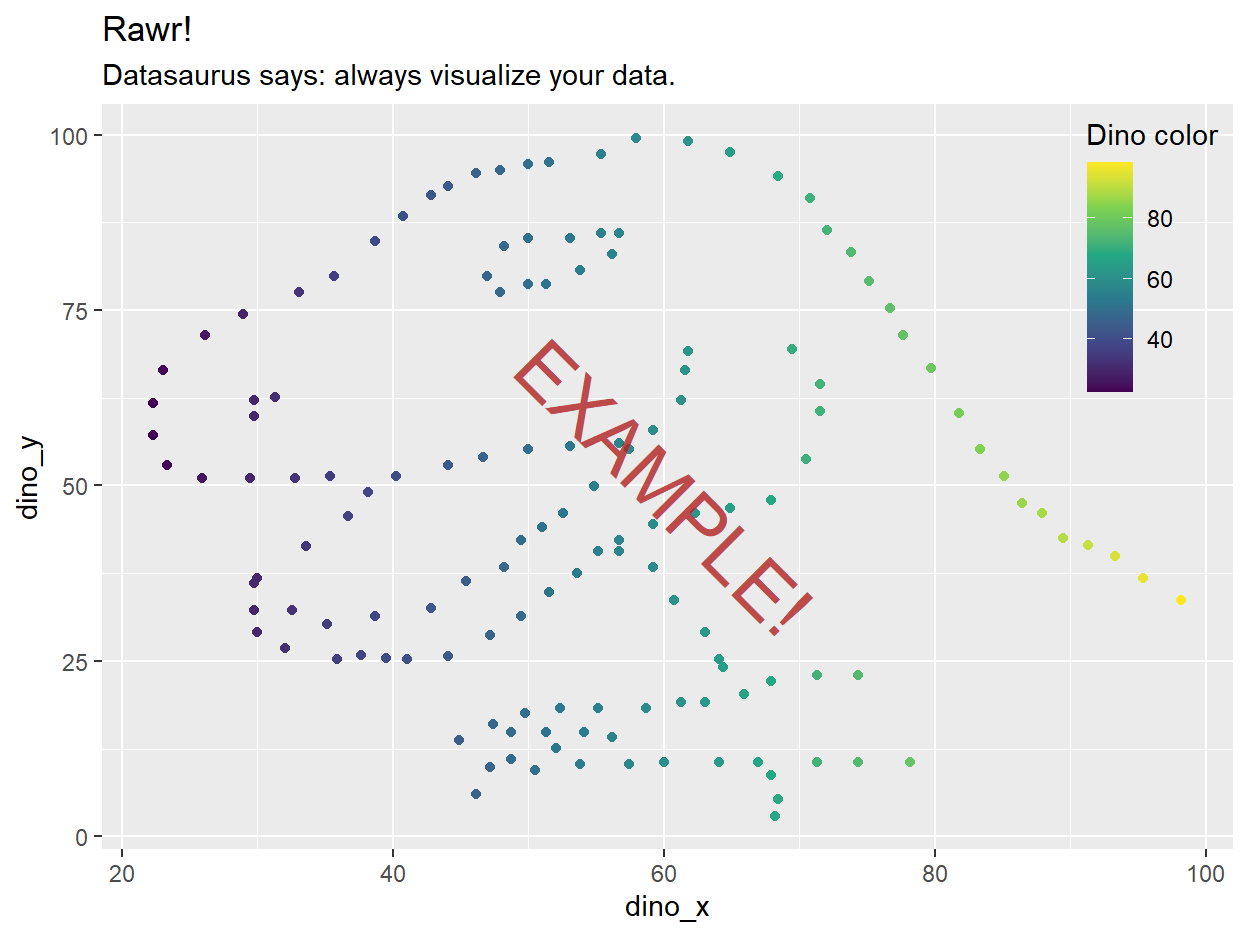 Rawr!
Datasaurus says: always visualize your data.
Dino color
80
60
40
EXAMPLE!
100
75
50
25
0
dino_y
20
40
60
80
100
dino_x